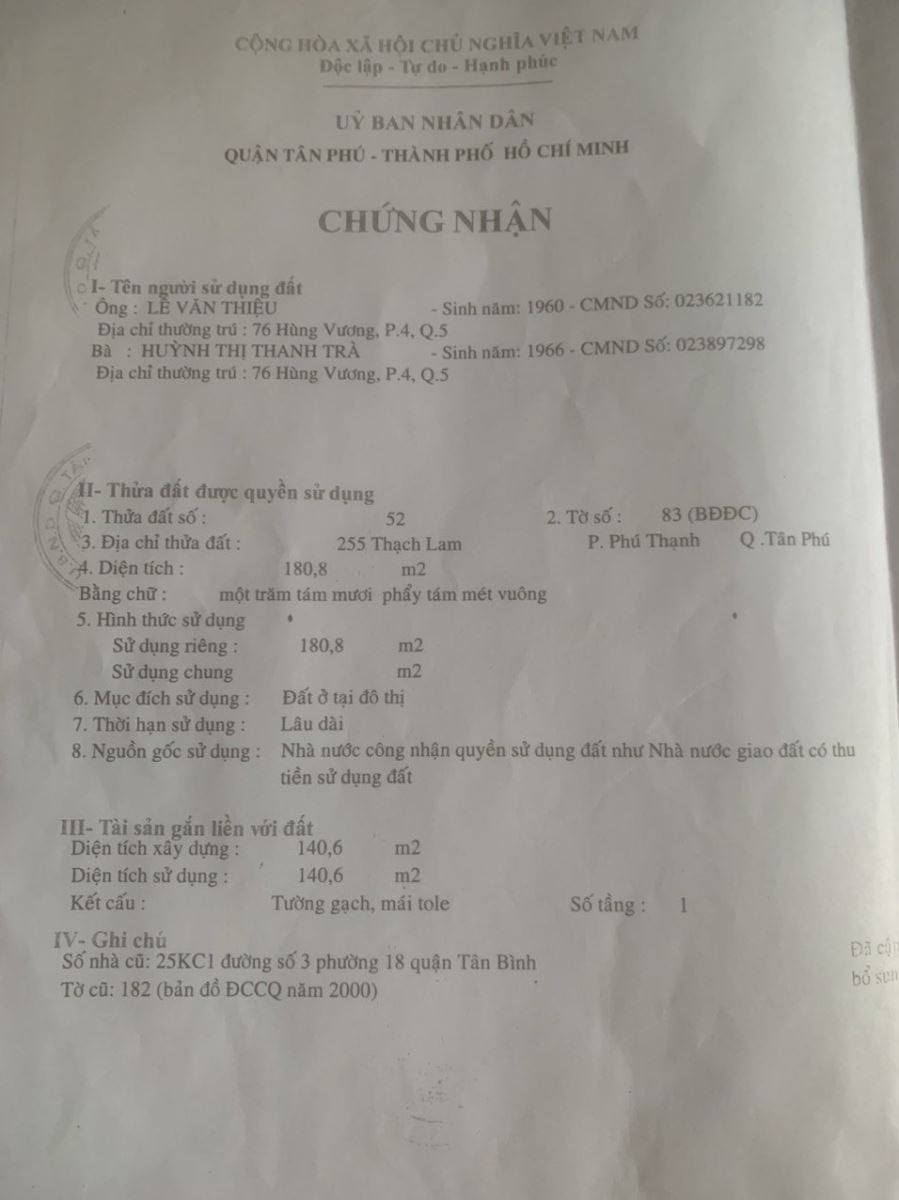 CỘNG HÒA XÃ HỘI CHỦ NGHĨA VIỆT NAM
Độc lập - Tự do - Hạnh phúc
UỶ BAN NHÂN DÂN
QUẬN TÂN PHÚ - THÀNH PHỐ HỒ CHÍ MINH
CHỨNG NHẬN
I- Tên người sử dụng đất
Ông : LÊ VĂN THIỆU - Sinh năm: 1960 - CMND Số: 023621182
Địa chỉ thường trú : 76 Hùng Vương, P.4, Q.5
Bà : HUỲNH THỊ THANH TRÀ - Sinh năm: 1966 - CMND Số: 023897298
Địa chỉ thường trú : 76 Hùng Vương, P.4, Q.5
II- Thửa đất được quyền sử dụng
1. Thửa đất số : 52 2. Tờ số : 83 (BĐĐC)
3. Địa chỉ thửa đất : 255 Thạch Lam P. Phú Thạnh Q .Tân Phú
4. Diện tích : 180,8 m2
Bằng chữ : một trăm tám mươi phẩy tám mét vuông
5. Hình thức sử dụng
Sử dụng riêng : 180,8 m2
Sử dụng chung m2
6. Mục đích sử dụng : Đất ở tại đô thị
7. Thời hạn sử dụng : Lâu dài
8. Nguồn gốc sử dụng : Nhà nước công nhận quyền sử dụng đất như Nhà nước giao đất có thu
tiền sử dụng đất
III- Tài sản gắn liền với đất
Diện tích xây dựng : 140,6 m2
Diện tích sử dụng : 140,6 m2
Kết cấu : Tường gạch, mái tole Số tầng : 1
IV- Ghi chú
Số nhà cũ: 25KC1 đường số 3 phường 18 quận Tân Bình
Tờ cũ: 182 (bản đồ ĐCCQ năm 2000)
Đã
bổ